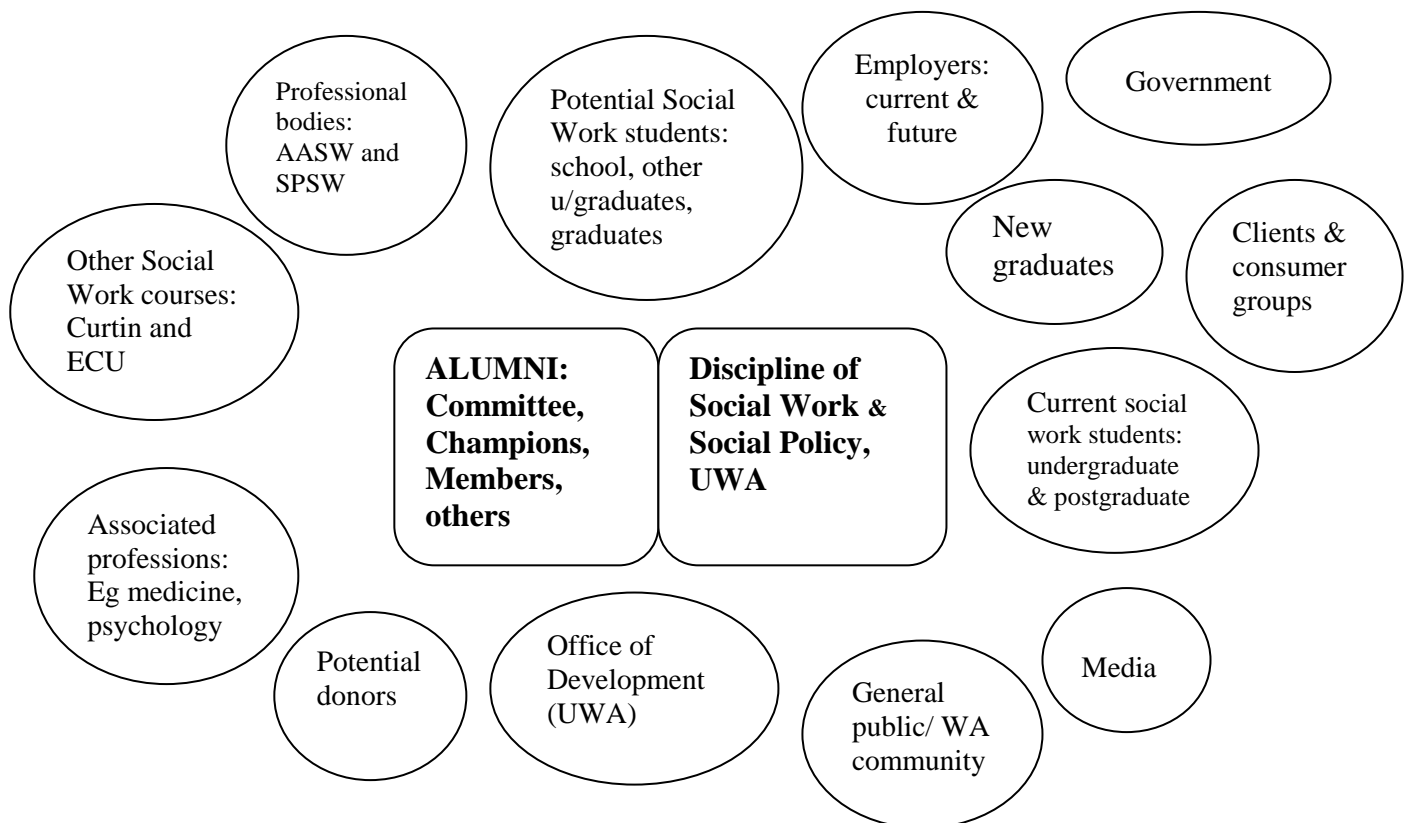 Professional
bodies:
AASW and
SPSW
Potential Social
Work students:
school, other
u/graduates,
graduates
Employers:
current &
future
Government
Other Social
Work courses:
Curtin and
ECU
New
graduates
Clients &
consumer
groups
ALUMNI:
Committee,
Champions,
Members,
others
Discipline of
Social Work &
Social Policy,
UWA
Current social
work students:
undergraduate
& postgraduate
Associated
professions:
Eg medicine,
psychology
Potential
donors
Office of
Development
(UWA)
General
public/ WA
community
Media